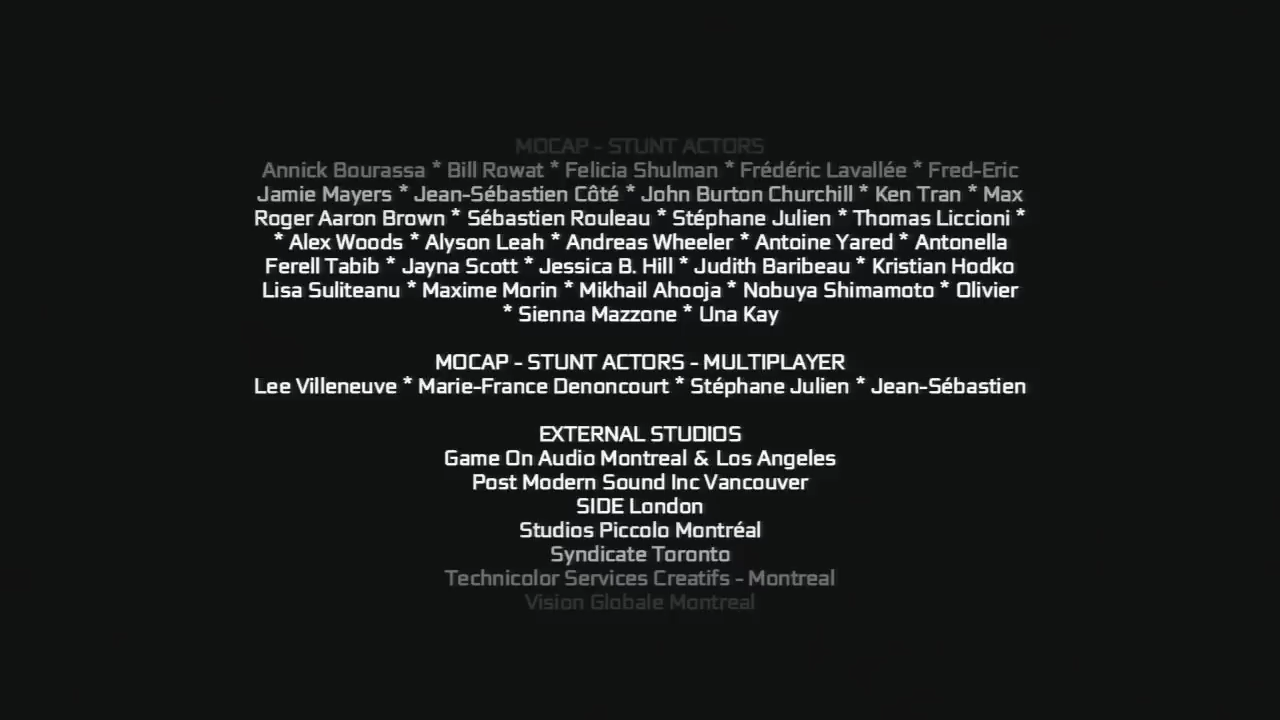 MOCAP - STUNT ACTORS
Annick Bourassa * Bill Rowat * Felicia Shulman * Frédéric Lavallée * Fred-Eric
Jamie Mayers * Jean-Sébastien Côté * John Burton Churchill * Ken Tran * Max
Roger Aaron Brown * Sébastien Rouleau * Stéphane Julien * Thomas Liccioni *
* Alex Woods * Alyson Leah * Andreas Wheeler * Antoine Yared * Antonella
Ferell Tabib * Jayna Scott * Jessica B. Hill * Judith Baribeau * Kristian Hodko
Lisa Suliteanu * Maxime Morin * Mikhail Ahooja * Nobuya Shimamoto * Olivier
* Sienna Mazzone * Una Kay
MOCAP - STUNT ACTORS - MULTIPLAYER
Lee Villeneuve * Marie-France Denoncourt * Stéphane Julien * Jean-Sébastien
EXTERNAL STUDIOS
Game On Audio Montreal & Los Angeles
Post Modern Sound Inc Vancouver
SIDE London
Studios Piccolo Montréal
Syndicate Toronto
Technicolor Services Creatifs - Montreal
Vision Globale Montreal